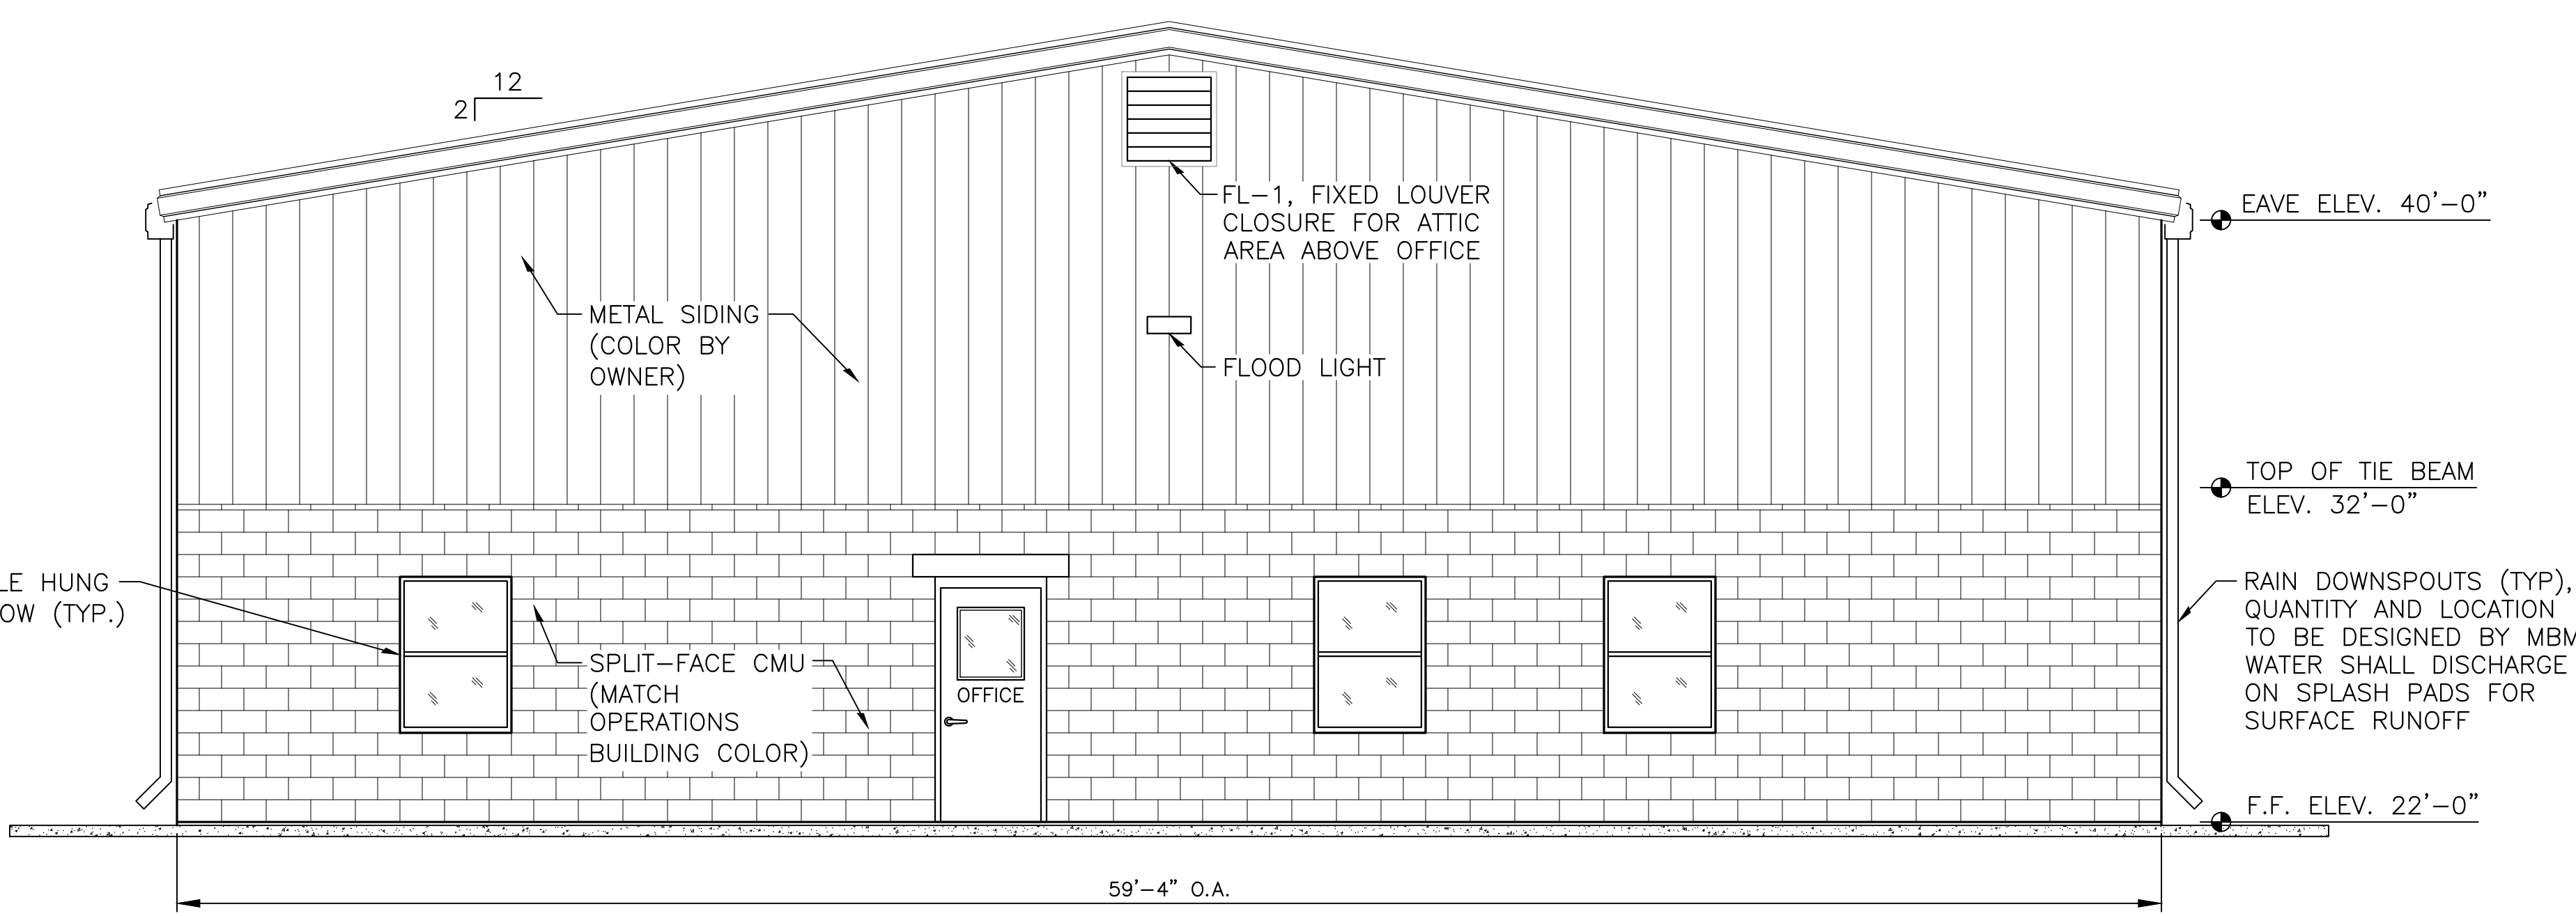 12
2
FL-1, FIXED LOUVER
CLOSURE FOR ATTIC
AREA ABOVE OFFICE
EAVE ELEV. 40'-0"
METAL SIDING
(COLOR BY
OWNER)
FLOOD LIGHT
TOP OF TIE BEAM
ELEV. 32'-0"
LE HUNG
OW (TYP.)
SPLIT-FACE CMU
(MATCH
OPERATIONS
BUILDING COLOR)
OFFICE
RAIN DOWNSPOUTS (TYP),
QUANTITY AND LOCATION
TO BE DESIGNED BY MBM
WATER SHALL DISCHARGE
ON SPLASH PADS FOR
SURFACE RUNOFF
F.F. ELEV. 22'-0"
59'-4" O.A.